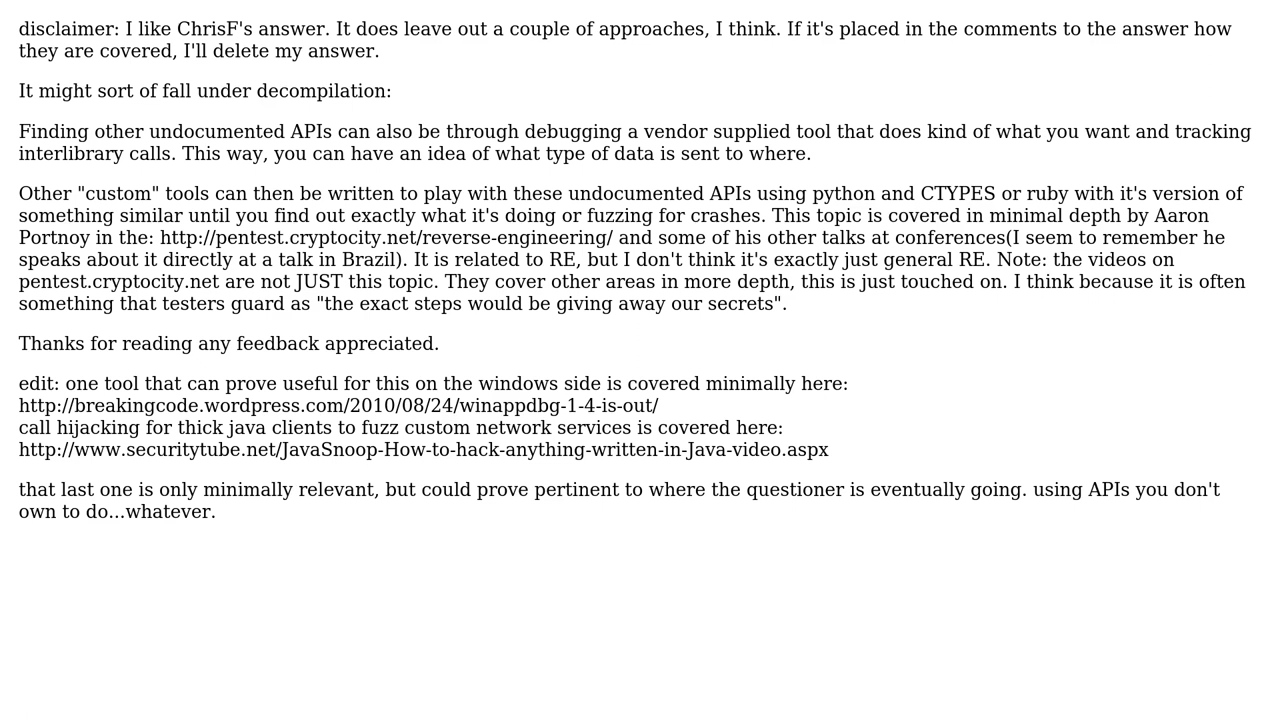 disclaimer: I like ChrisF's answer. It does leave out a couple of approaches, I think. If it's placed in the comments to the answer how
they are covered, I'll delete my answer.
It might sort of fall under decompilation:
Finding other undocumented APIs can also be through debugging a vendor supplied tool that does kind of what you want and tracking
interlibrary calls. This way, you can have an idea of what type of data is sent to where.
Other "custom" tools can then be written to play with these undocumented APIs using python and CTYPES or ruby with it's version of
something similar until you find out exactly what it's doing or fuzzing for crashes. This topic is covered in minimal depth by Aaron
Portnoy in the: http://pentest.cryptocity.net/reverse-engineering/ and some of his other talks at conferences(I seem to remember he
speaks about it directly at a talk in Brazil). It is related to RE, but I don't think it's exactly just general RE. Note: the videos on
pentest.cryptocity.net are not JUST this topic. They cover other areas in more depth, this is just touched on. I think because it is often
something that testers guard as "the exact steps would be giving away our secrets".
Thanks for reading any feedback appreciated.
edit: one tool that can prove useful for this on the windows side is covered minimally here:
http://breakingcode.wordpress.com/2010/08/24/winappdbg-1-4-is-out/
call hijacking for thick java clients to fuzz custom network services is covered here:
http://www.securitytube.net/JavaSnoop-How-to-hack-anything-written-in-Java-video.aspx
that last one is only minimally relevant, but could prove pertinent to where the questioner is eventually going. using APIs you don't
own to do...whatever.